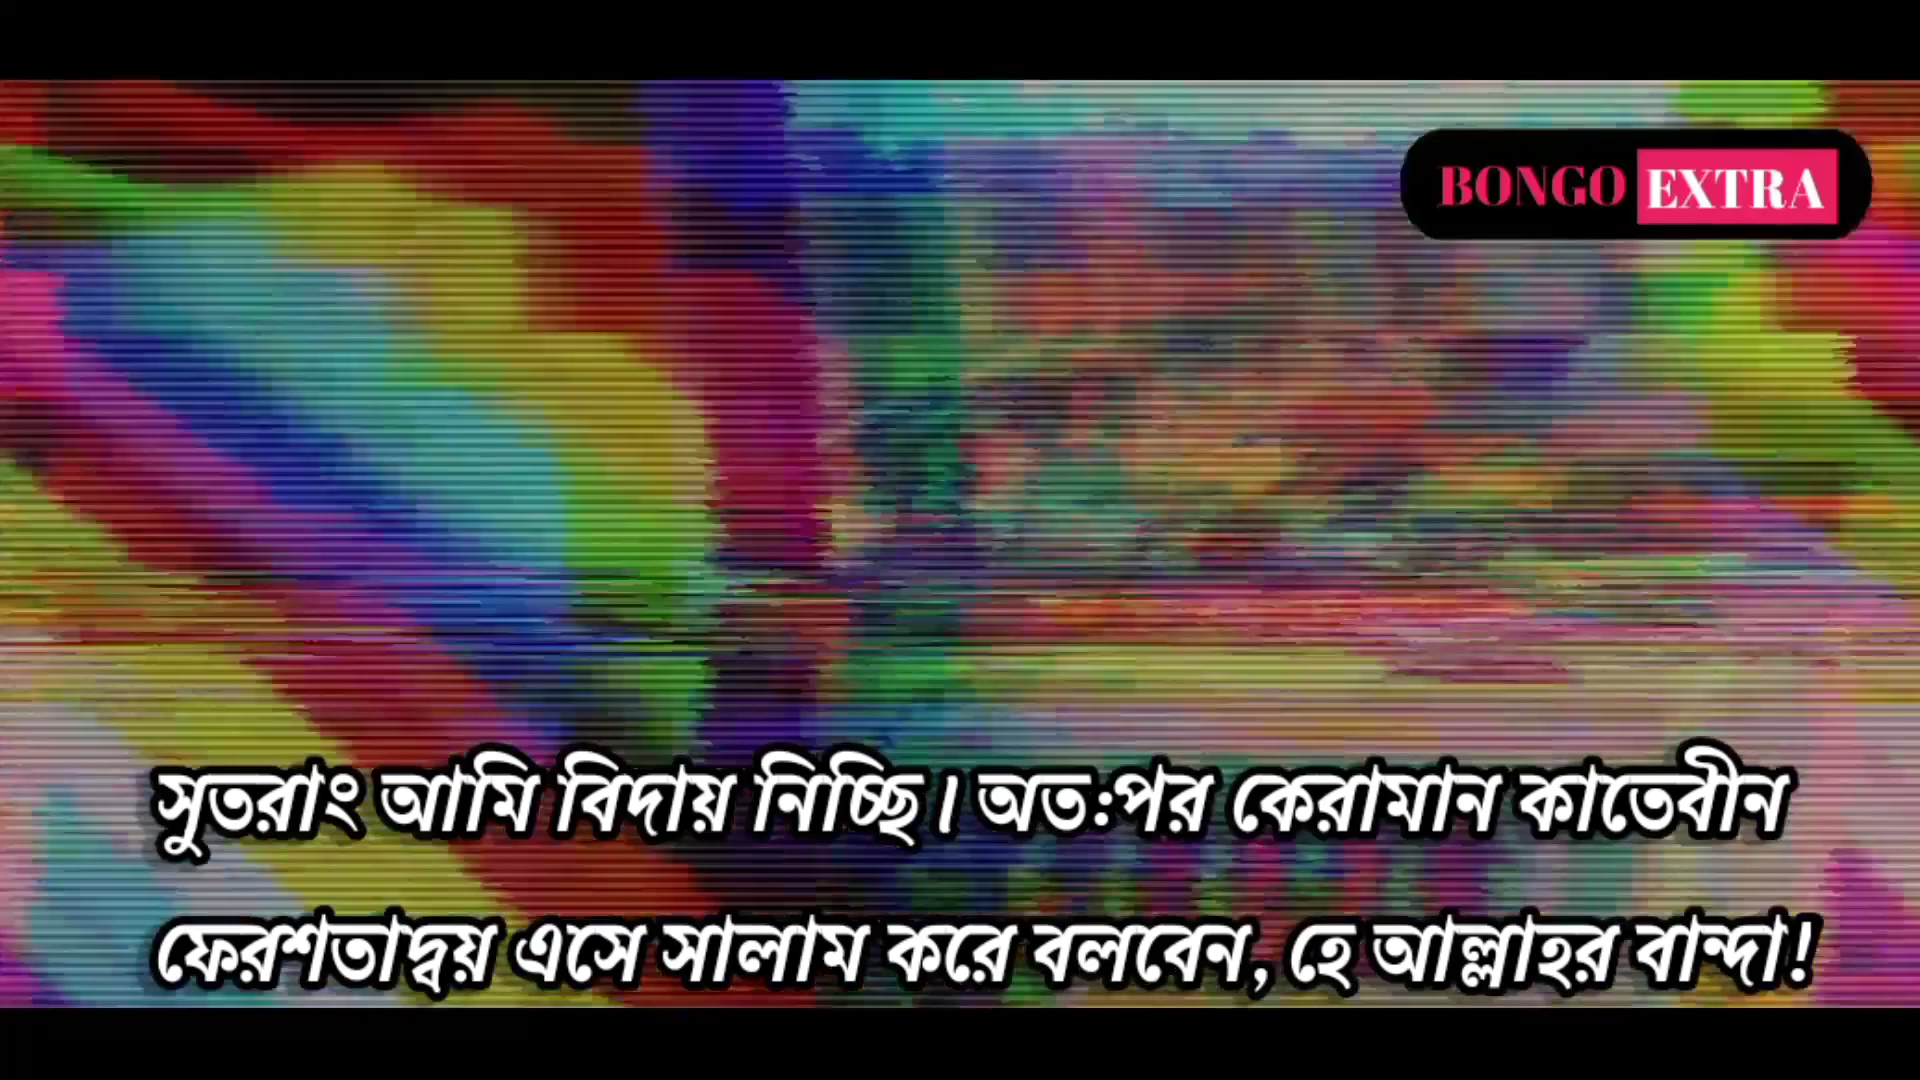 BONGO EXTRA
সুতরাং আমি বিদায় নিচ্ছি। অত:পর কেরামান কাতেবীন
ফেরশতাদ্বয় এসে সালাম করে বলবেন, হে আল্লাহর বান্দা!